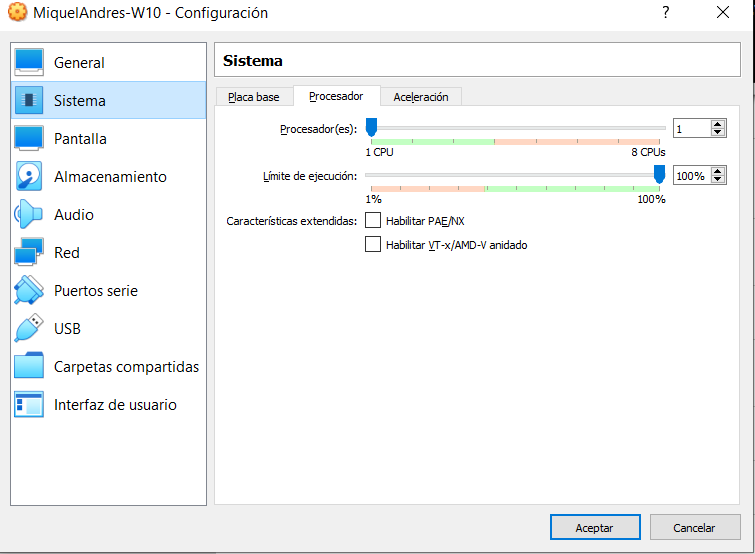 MiquelAndres-W10 - Configuración
?
General
Sistema
Pantalla
Almacenamiento
Audio
Red
Puertos serie
USB
Carpetas compartidas
Interfaz de usuario
Sistema
Placa base Procesador Aceleración
Procesador(es): 1
1 CPU 8 CPUs
Límite de ejecución: 100%
1% 100%
Características extendidas: Habilitar PAE/NX
Habilitar VT-x/AMD-V anidado
Aceptar Cancelar